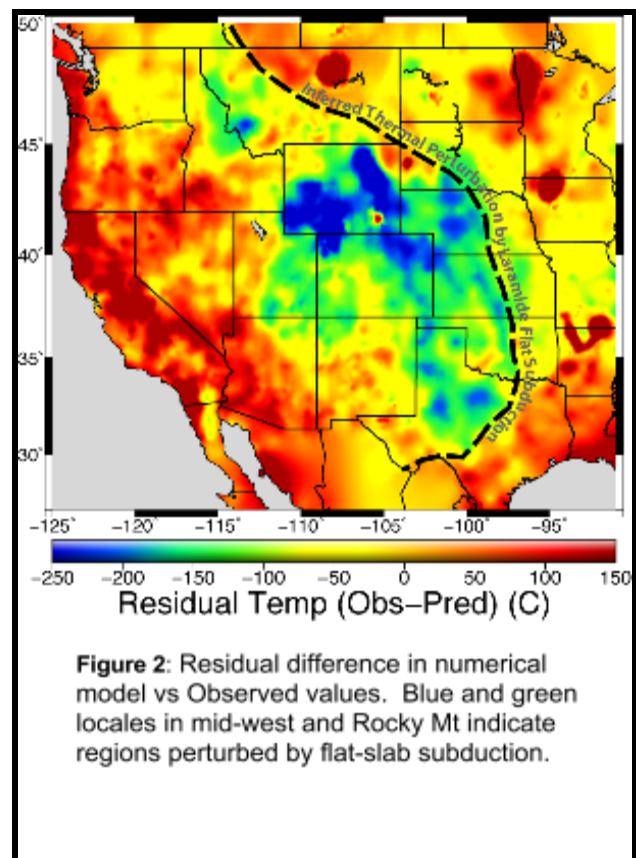 50°
45°
40°
35°
30°
Inferred Thermal Perturbation by Laramide Flat Subduction
−125° −120° −115° −110° −105° −100° −95°
−250 −200 −150 −100 −50 0 50 100 150
Residual Temp (Obs−Pred) (C)
Figure 2: Residual difference in numerical
model vs Observed values.  Blue and green
locales in mid-west and Rocky Mt indicate
regions perturbed by flat-slab subduction.